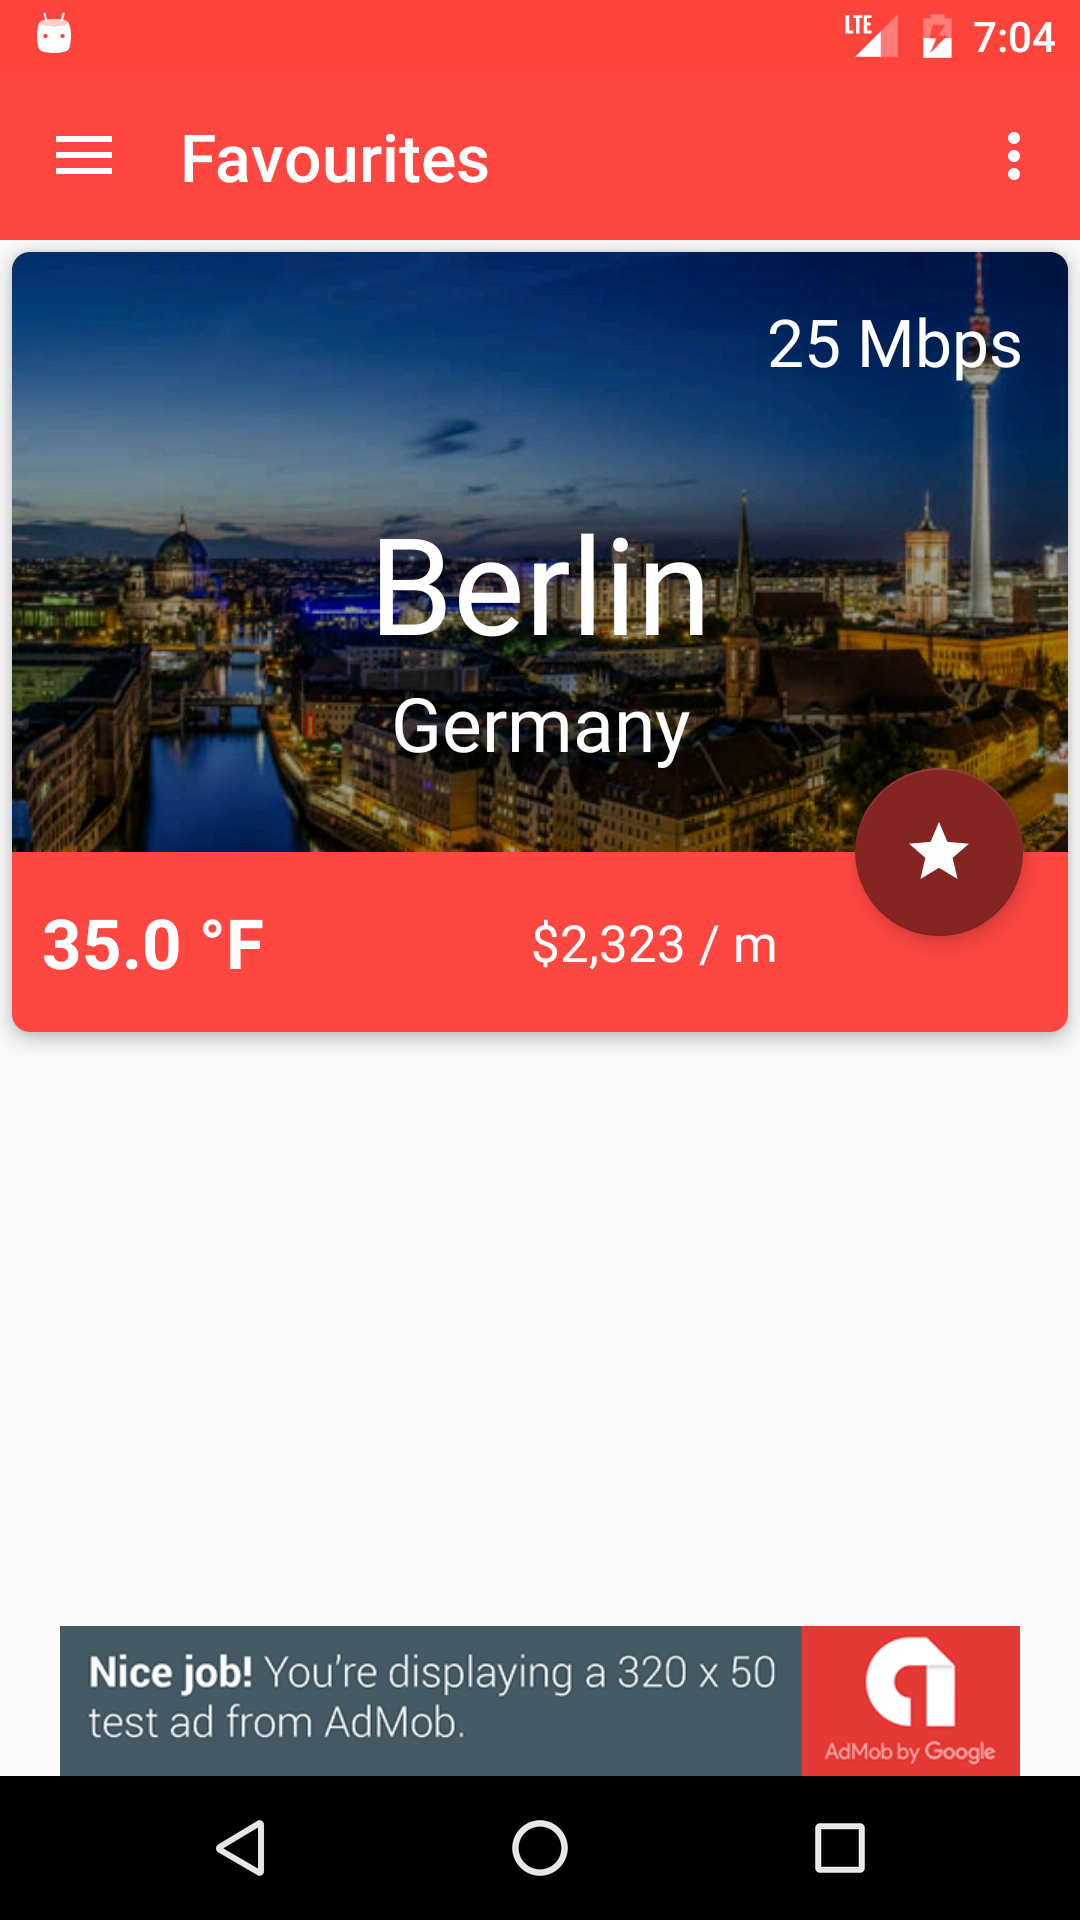 LTE 7:04
Favourites
25 Mbps
Berlin
Germany
35.0 °F $2,323 / m
Nice job! You're displaying a 320 x 50
test ad from AdMob.
AdMob by Google